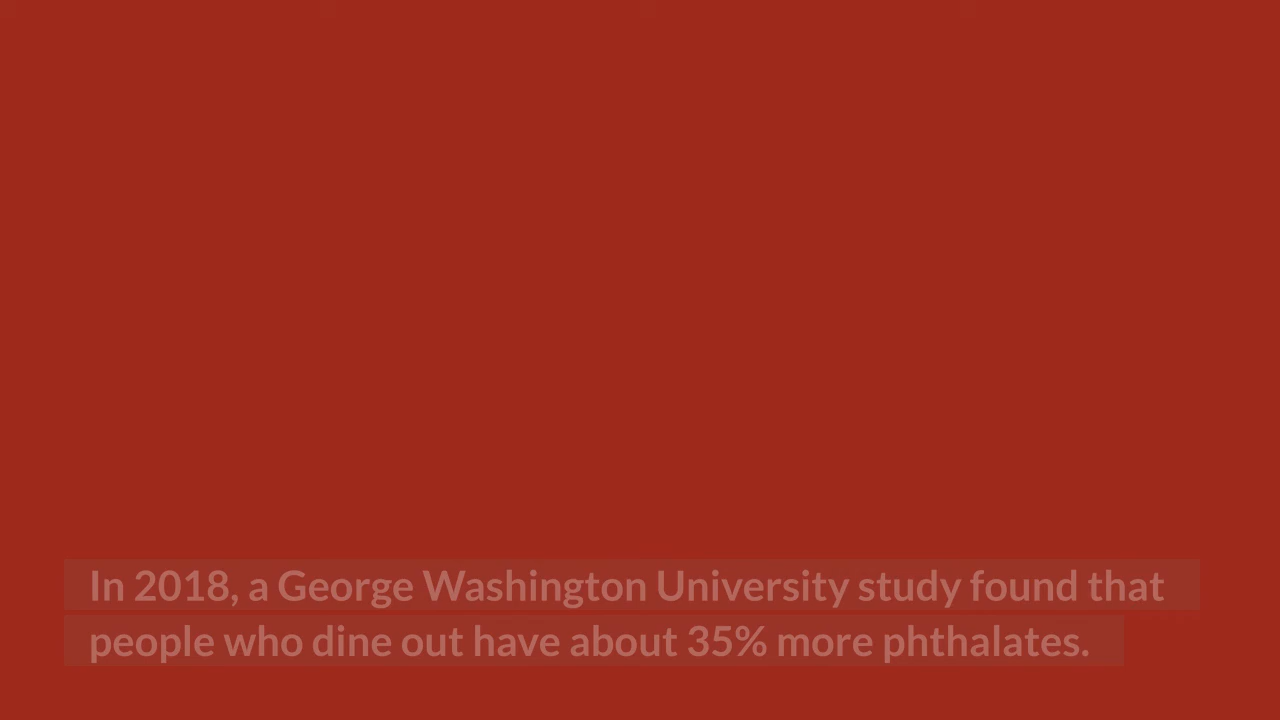 In 2018, a George Washington University study found that
people who dine out have about 35% more phthalates.